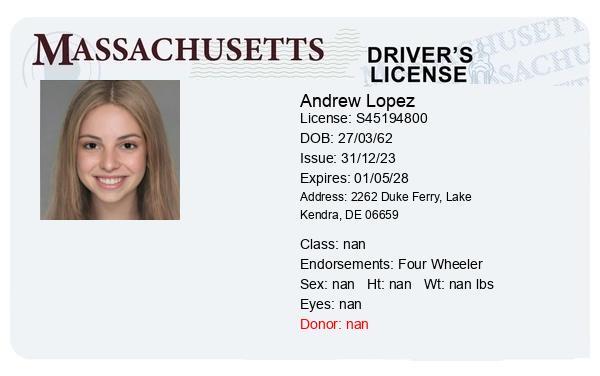 MASSACHUSETTS
DRIVER'S
LICENSE
Andrew Lopez
License: S45194800
DOB: 27/03/62
Issue: 31/12/23
Expires: 01/05/28
Address: 2262 Duke Ferry, Lake
Kendra, DE 06659
Class: nan
Endorsements: Four Wheeler
Sex: nan Ht: nan Wt: nan lbs
Eyes: nan
Donor: nan